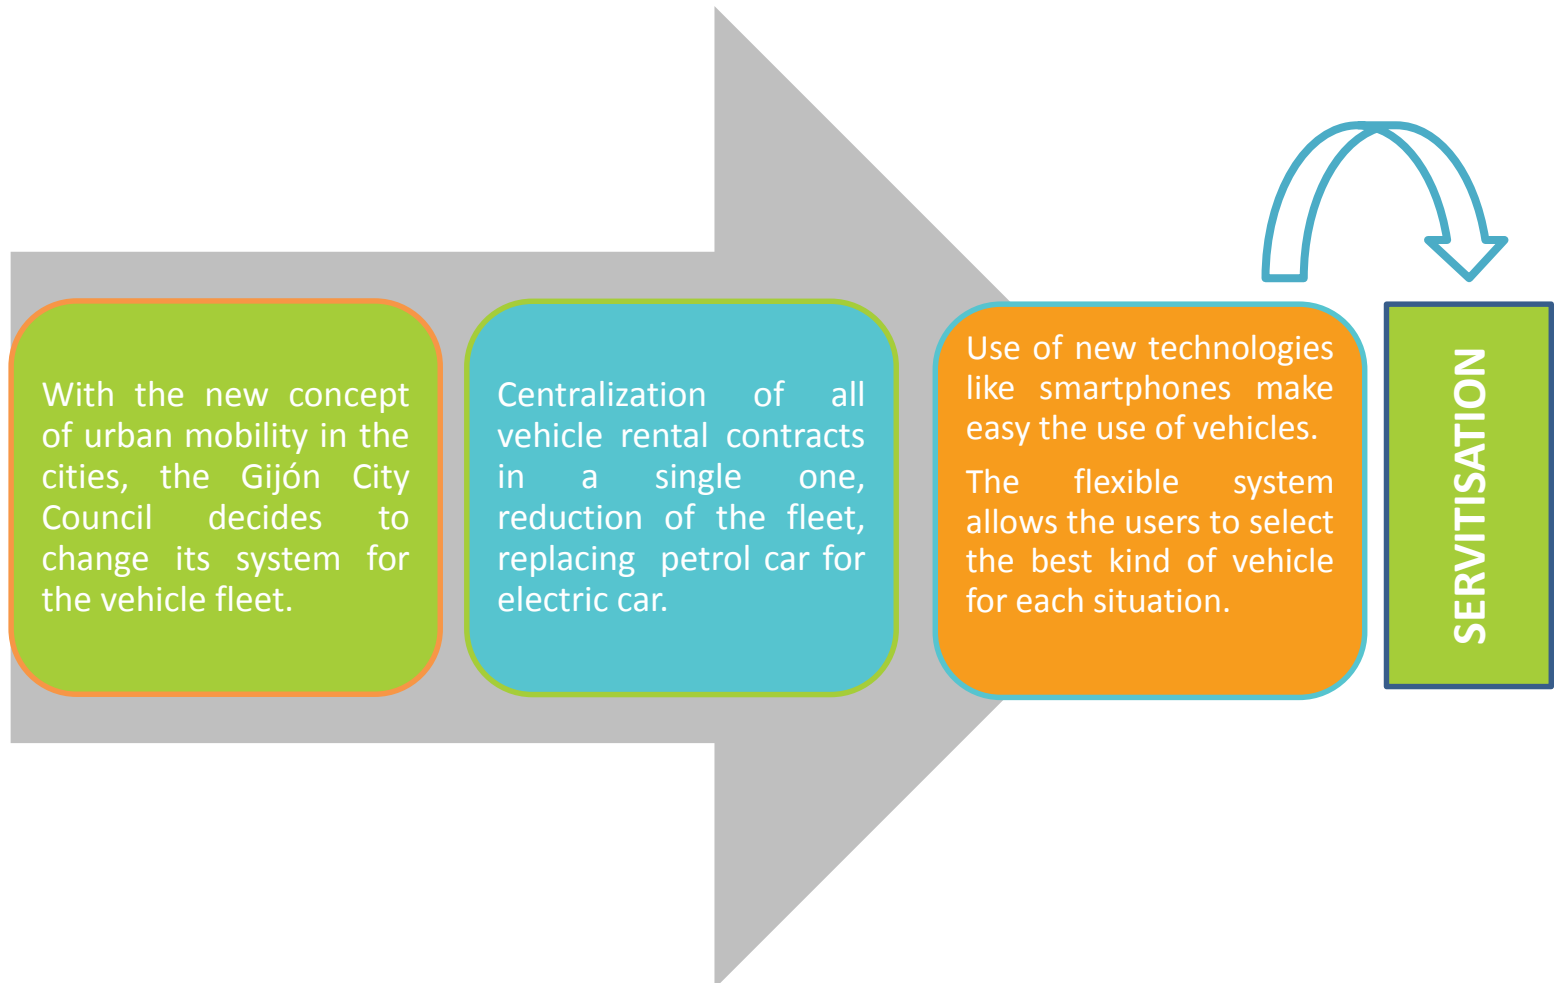 With the new concept
of urban mobility in the
cities, the Gijón City
Council decides to
change its system for
the vehicle fleet.
Centralization of all
vehicle rental contracts
in a single one,
reduction of the fleet,
replacing petrol car for
electric car.
Use of new technologies
like smartphones make
easy the use of vehicles.
The flexible system
allows the users to select
the best kind of vehicle
for each situation.
SERVITISATION